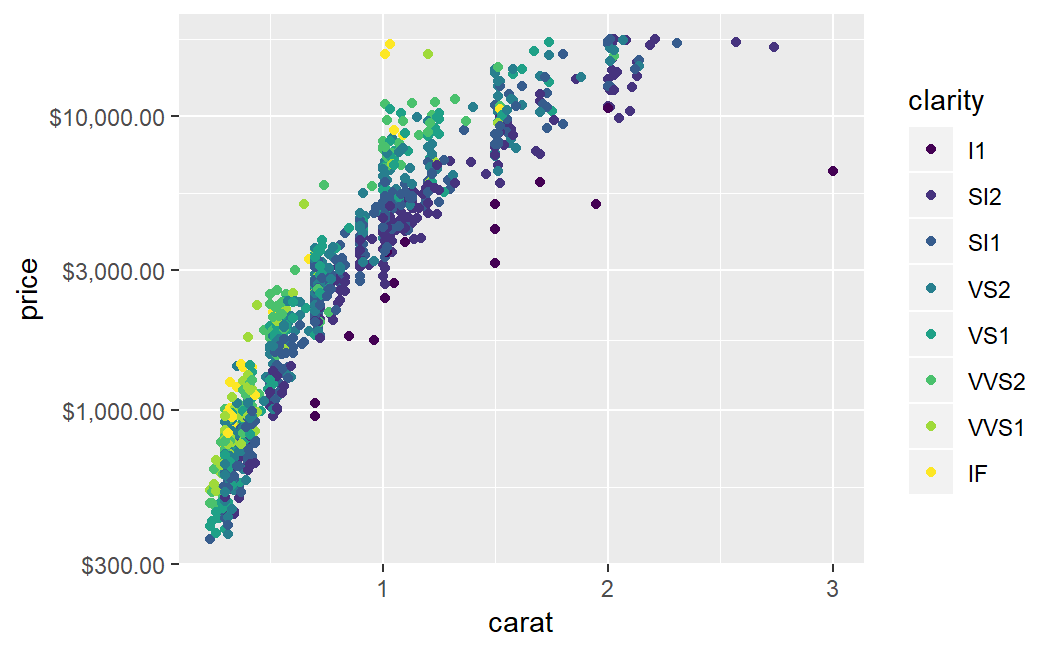 price
$10,000.00
$3,000.00
$1,000.00
$300.00
1
2
3
carat
clarity
I1
SI2
SI1
VS2
VS1
VVS2
VVS1
IF